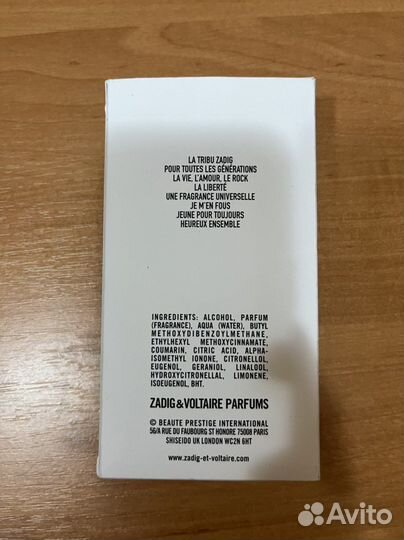 LA TRIBU ZADIG
POUR TOUTES LES GÉNÉRATIONS
LA VIE, L'AMOUR, LE ROCK
LA LIBERTÉ
UNE FRAGRANCE UNIVERSELLE
JE M'EN FOUS
JEUNE POUR TOUJOURS
HEUREUX ENSEMBLE
INGREDIENTS: ALCOHOL, PARFUM
(FRAGRANCE), AQUA (WATER), BUTYL
METHOXYDIBENZOYLMETHANE,
ETHYLHEXYL METHOXYCINNAMATE,
COUMARIN, CITRIC ACID, ALPHA-
ISOMETHYL IONONE, CITRONELLOL,
EUGENOL, GERANIOL, LINALOOL,
HYDROXYCITRONELLAL, LIMONENE,
ISOEUGENOL, BHT.
ZADIG&VOLTAIRE PARFUMS
© BEAUTE PRESTIGE INTERNATIONAL
56/A RUE DU FAUBOURG ST HONORE 75008 PARIS
SHISEIDO UK LONDON WC2N 6HT
www.zadig-et-voltaire.com
Avito